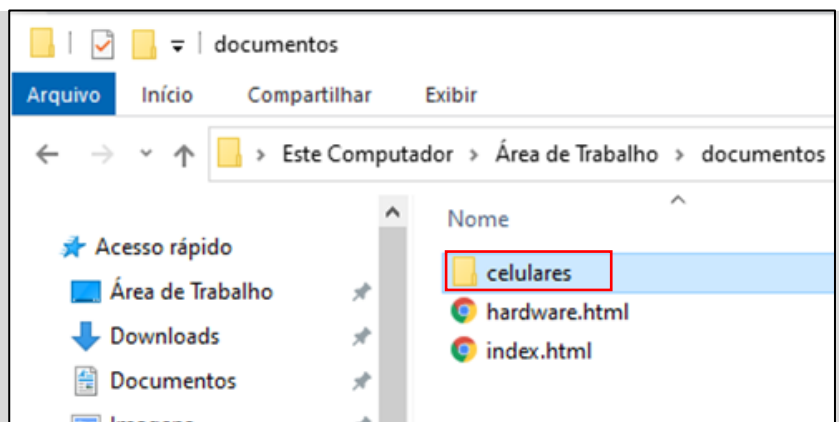 documentos
Arquivo Início Compartilhar Exibir
Este Computador > Área de Trabalho > documentos
Nome
Acesso rápido
celulares
Área de Trabalho
hardware.html
Downloads
index.html
Documentos